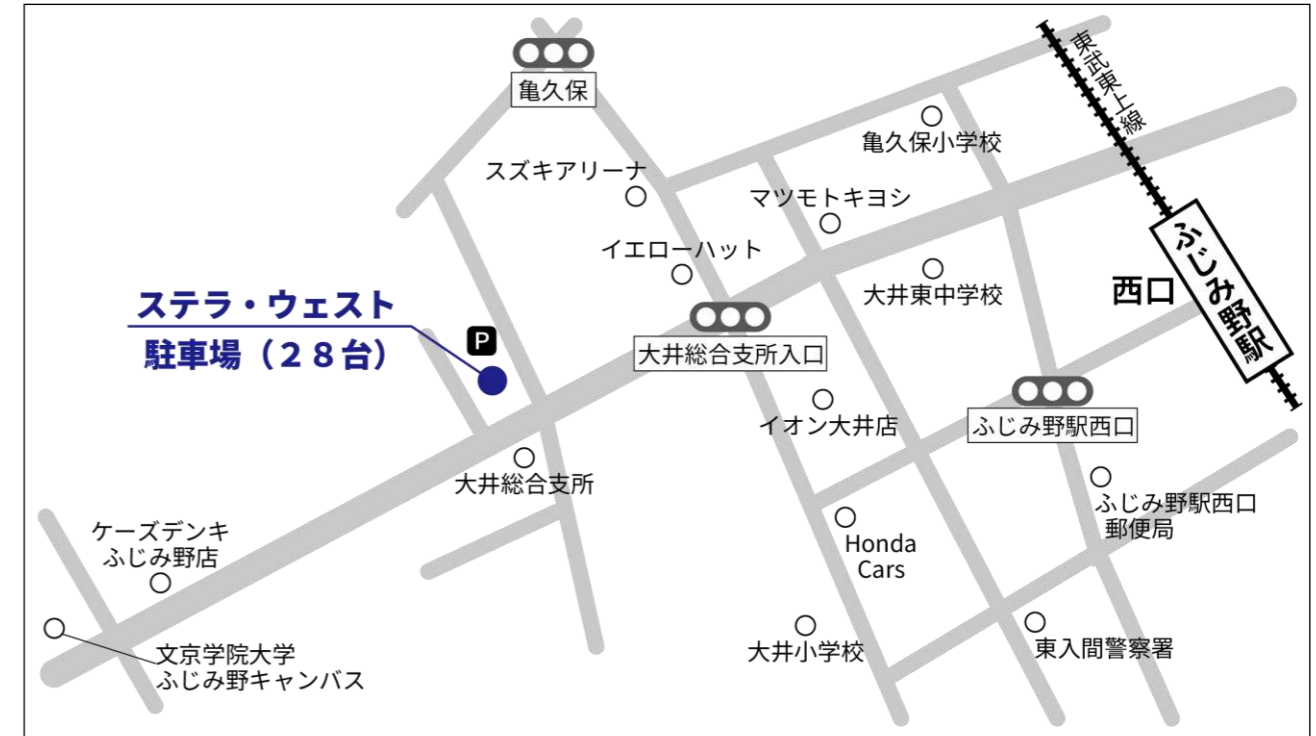 東武東上線
亀久保
亀久保小学校
スズキアリーナ
マツモトキヨシ
イエローハット
ふじみ野駅
西口
大井東中学校
ステラ・ウェスト
駐車場（２８台）
P
大井総合支所入口
イオン大井店
ふじみ野駅西口
大井総合支所
ふじみ野駅西口
郵便局
ケーズデンキ
ふじみ野店
Honda
Cars
文京学院大学
ふじみ野キャンバス
大井小学校
東入間警察署